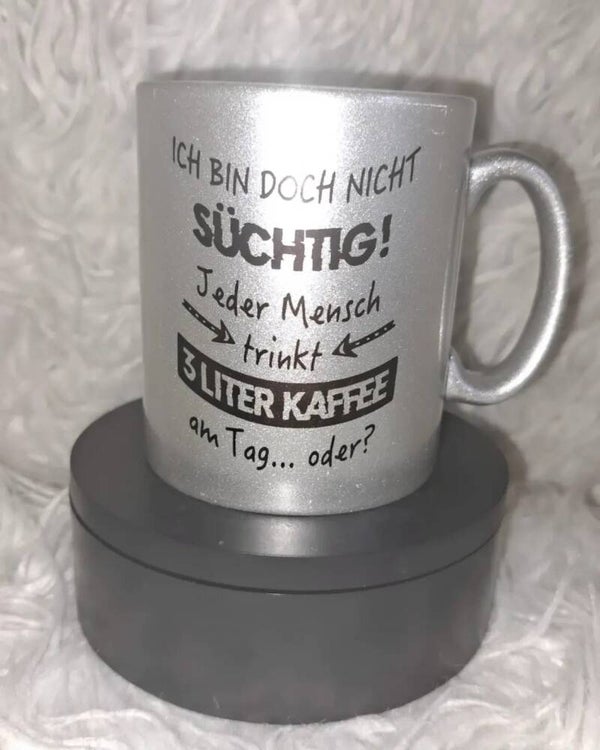 ICH BIN DOCH NICHT
SÜCHTIG!
Jeder Mensch
trinkt
3 LITER KAFFEE
am Tag... oder?